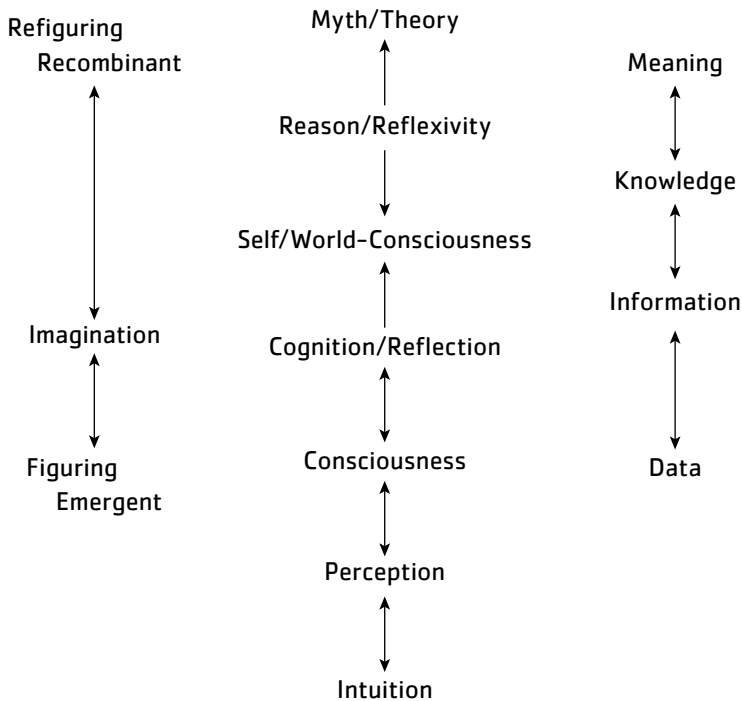 Refiguring
Recombinant
Imagination
Figuring
Emergent
Myth/Theory
Reason/Reflexivity
Self/World-Consciousness
Cognition/Reflection
Consciousness
Perception
Intuition
Meaning
Knowledge
Information
Data